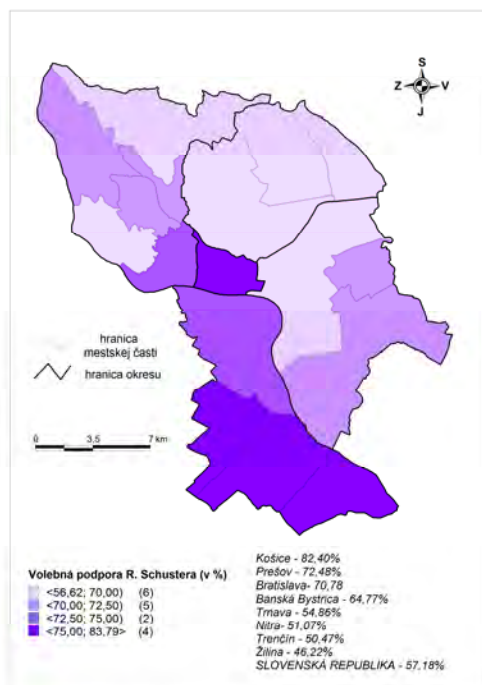 S
Z V
J
hranica
mestskej časti
hranica okresu
0 3,5 7 km
Volebná podpora R. Schustera (v %)
<56,62; 70,00) (6)
<70,00; 72,50) (5)
<72,50; 75,00) (2)
<75,00; 83,79> (4)
Košice - 82,40%
Prešov - 72,48%
Bratislava- 70,78
Banská Bystrica - 64,77%
Trnava - 54,86%
Nitra - 51,07%
Trenčín - 50,47%
Žilina - 46,22%
SLOVENSKÁ REPUBLIKA - 57,18%